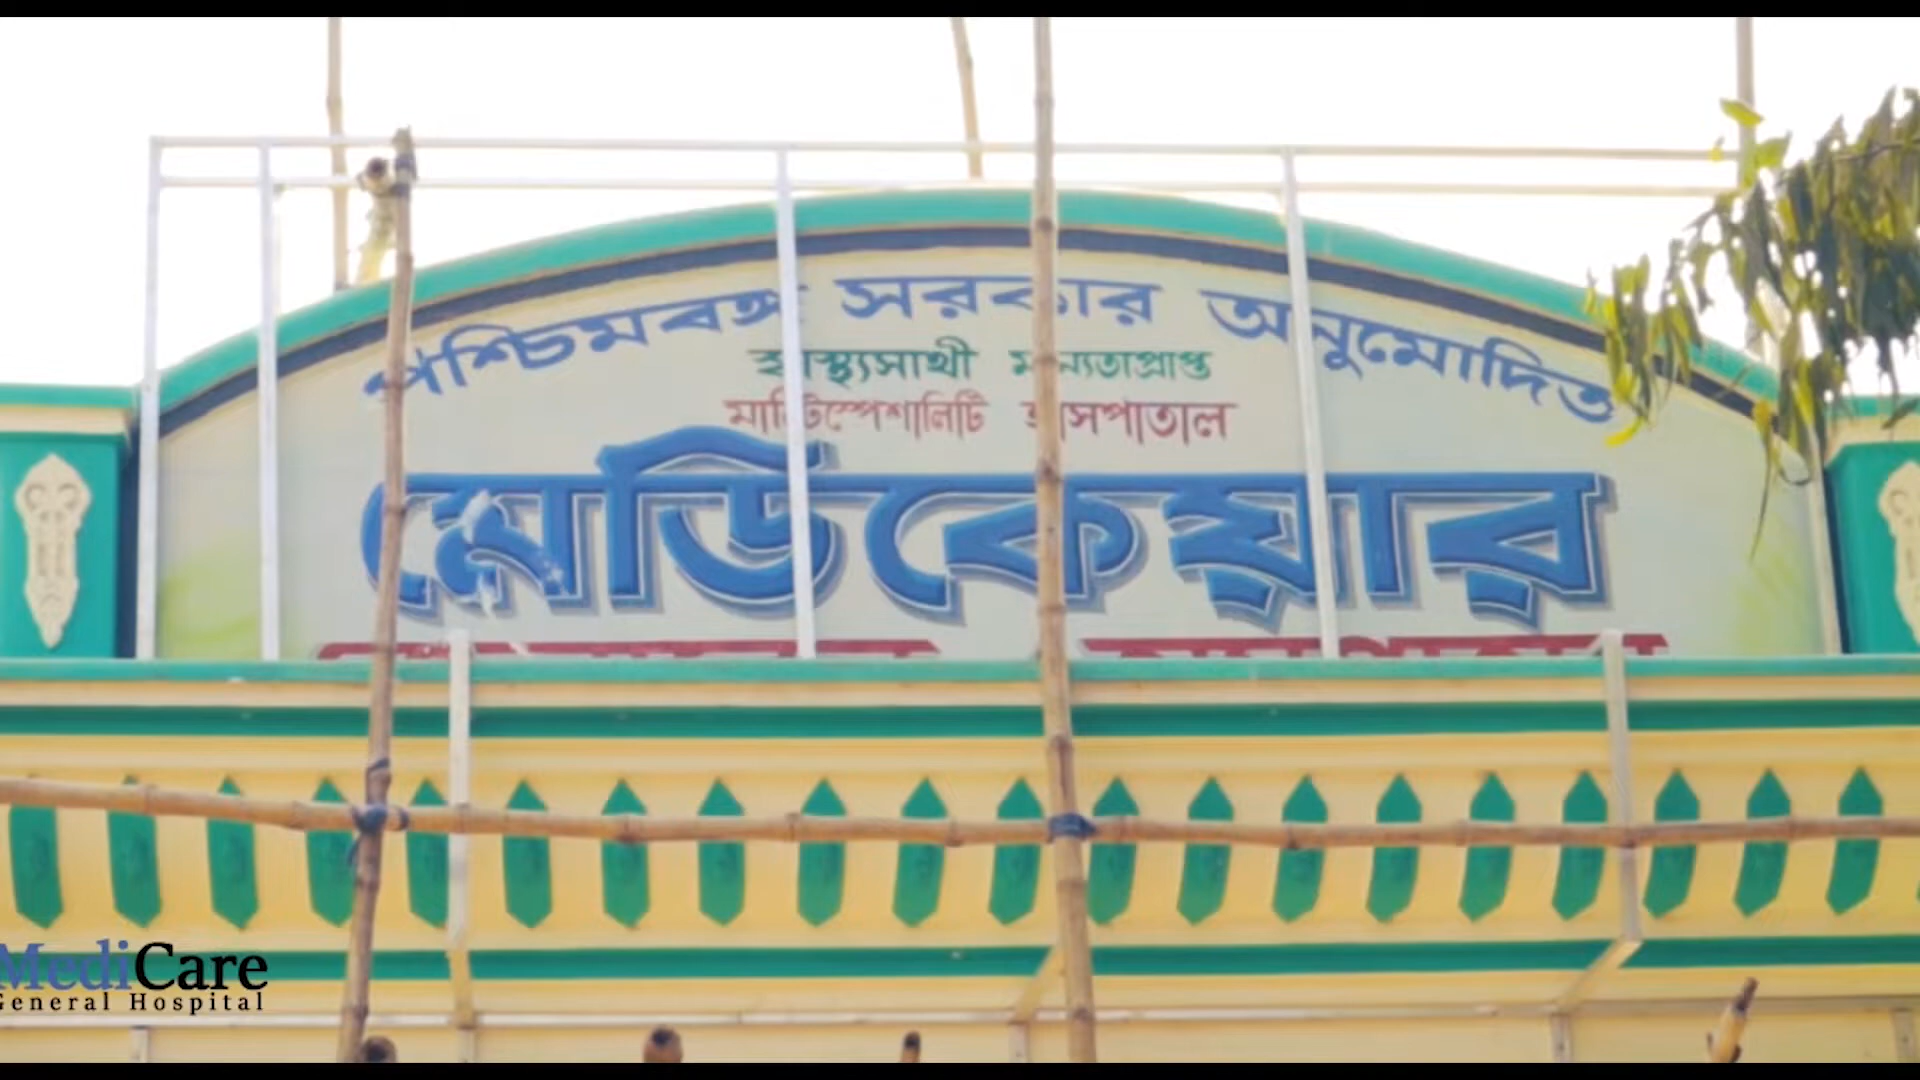 পশ্চিমবঙ্গ সরকার অনুমোদিত
স্বাস্থ্যসাথী মান্যতাপ্রাপ্ত
মাল্টিস্পেশালিটি হাসপাতাল
মেডিকেয়ার
MediCare
General Hospital